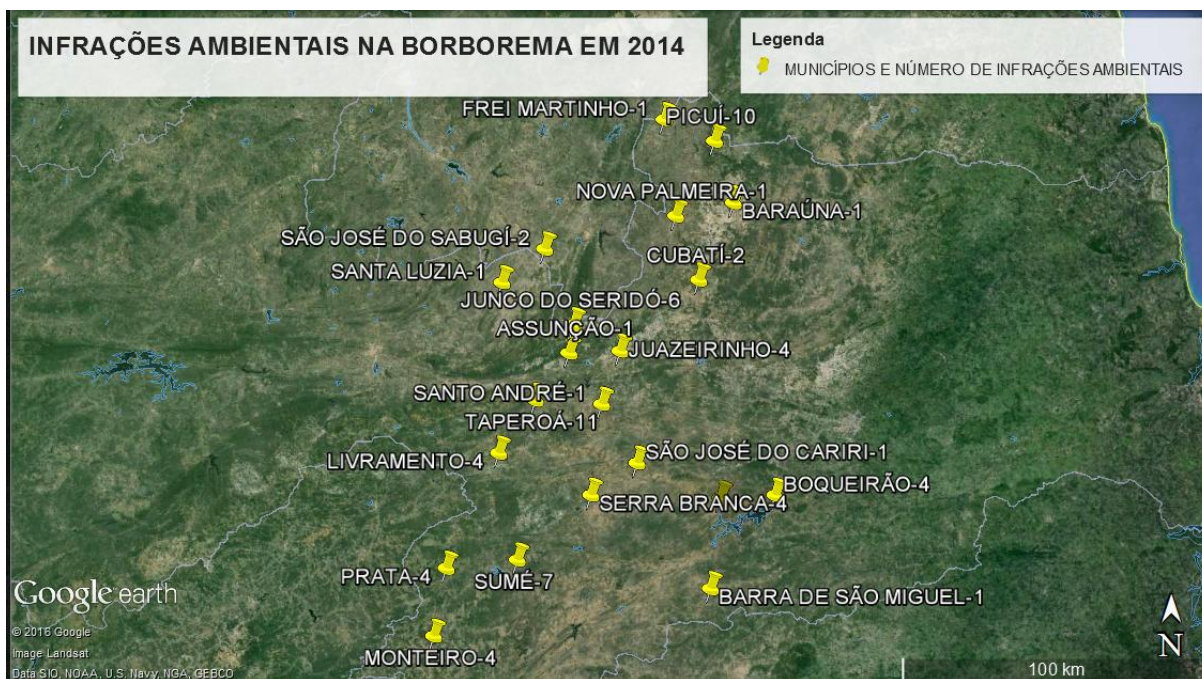 INFRAÇÕES AMBIENTAIS NA BORBOREMA EM 2014
Legenda
MUNICÍPIOS E NÚMERO DE INFRAÇÕES AMBIENTAIS
FREI MARTINHO-1
PICUÍ-10
NOVA PALMEIRA-1
BARAÚNA-1
SÃO JOSÉ DO SABUGÍ-2
CUBATÍ-2
SANTA LUZIA-1
JUNCO DO SERIDÓ-6
ASSUNÇÃO-1
JUAZEIRINHO-4
SANTO ANDRÉ-1
TAPEROÁ-11
LIVRAMENTO-4
SÃO JOSÉ DO CARIRI-1
BOQUEIRÃO-4
SERRA BRANCA-4
PRATA-4
SUMÉ-7
BARRA DE SÃO MIGUEL-1
MONTEIRO-4
Google earth
© 2016 Google
Image Landsat
Data SIO, NOAA, U.S. Navy, NGA, GEBCO
N
100 km